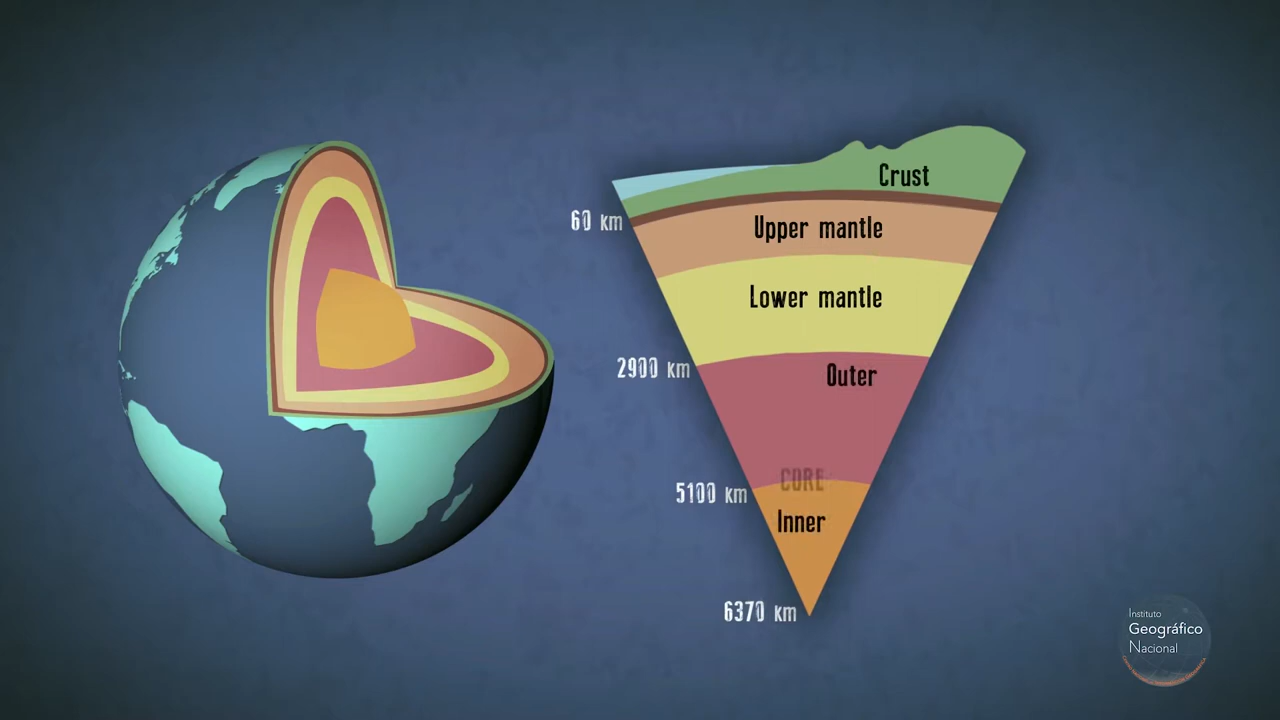 Crust
60 km
Upper mantle
Lower mantle
2900 km
Outer
CORE
5100 km
Inner
6370 km
Instituto
Geográfico
Nacional